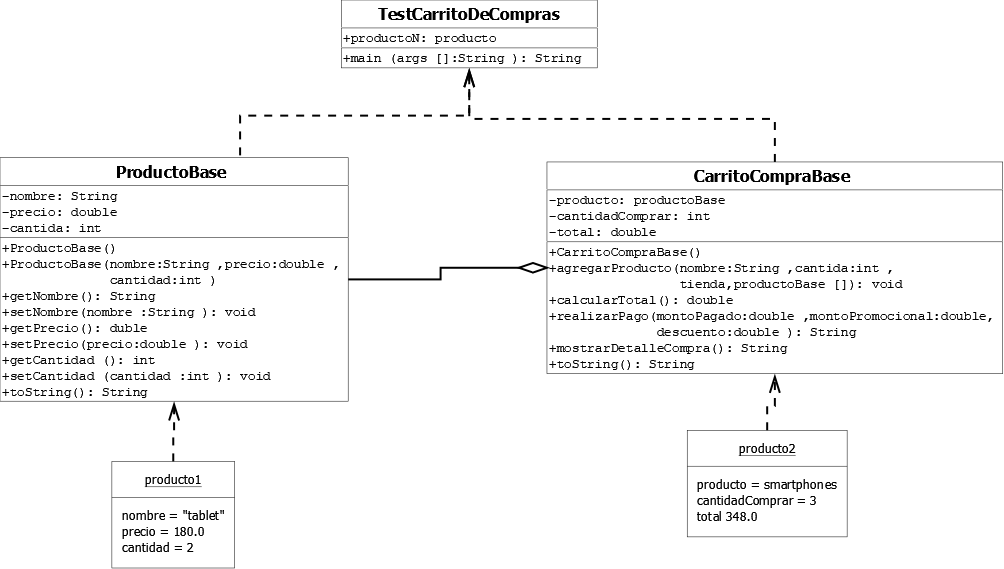 TestCarritoDeCompras
+productoN: producto
+main (args []:String ): String
ProductoBase
-nombre: String
-precio: double
-cantida: int
+ProductoBase()
+ProductoBase(nombre:String ,precio:double ,
cantidad:int )
+getNombre(): String
+setNombre(nombre :String ): void
+getPrecio(): duble
+setPrecio(precio:double ): void
+getCantidad (): int
+setCantidad (cantidad :int ): void
+toString(): String
CarritoCompraBase
-producto: productoBase
-cantidadComprar: int
-total: double
+CarritoCompraBase()
+agregarProducto(nombre:String ,cantida:int ,
tienda,productoBase []): void
+calcularTotal(): double
+realizarPago(montoPagado:double ,montoPromocional:double,
descuento:double ): String
+mostrarDetalleCompra(): String
+toString(): String
producto1
nombre = "tablet"
precio = 180.0
cantidad = 2
producto2
producto = smartphones
cantidadComprar = 3
total 348.0